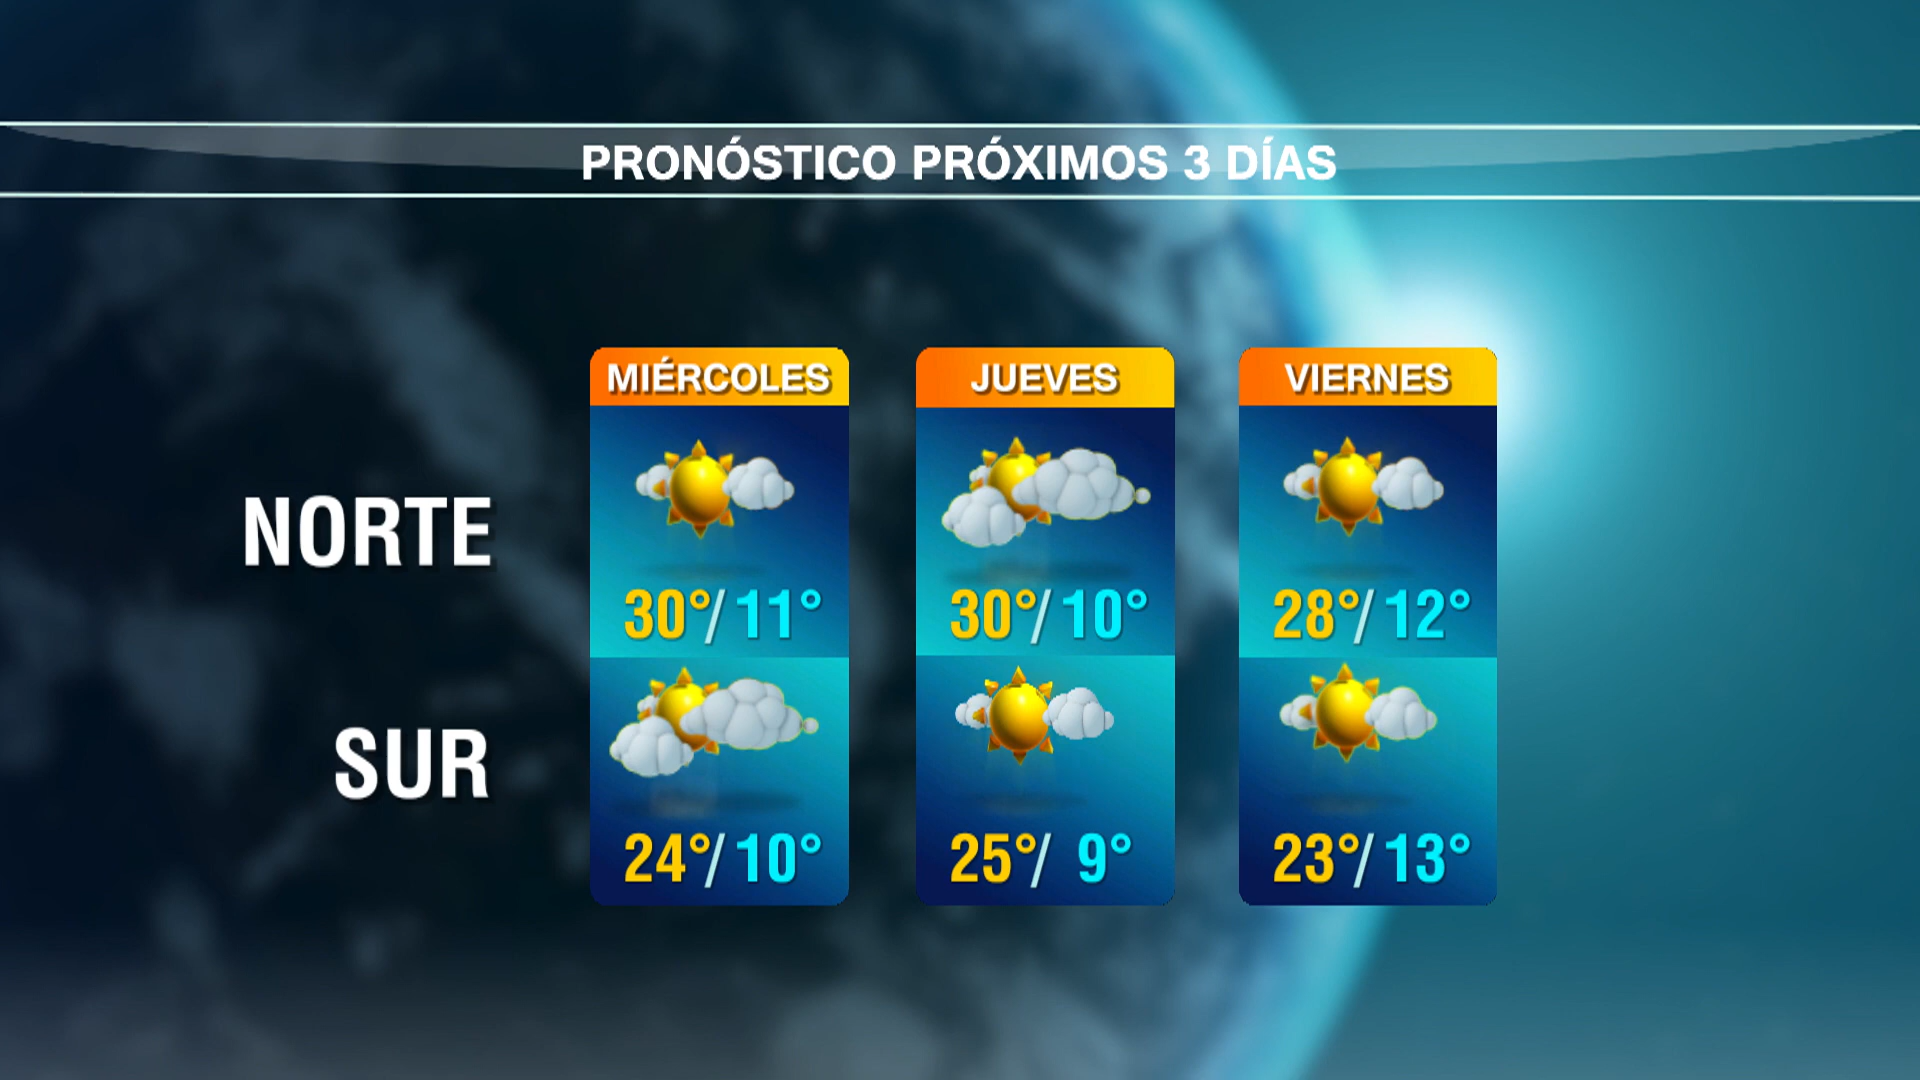 PRONÓSTICO PRÓXIMOS 3 DÍAS
MIÉRCOLES JUEVES VIERNES
NORTE
30°/11° 30°/10° 28°/12°
SUR
24°/10° 25°/ 9° 23°/13°